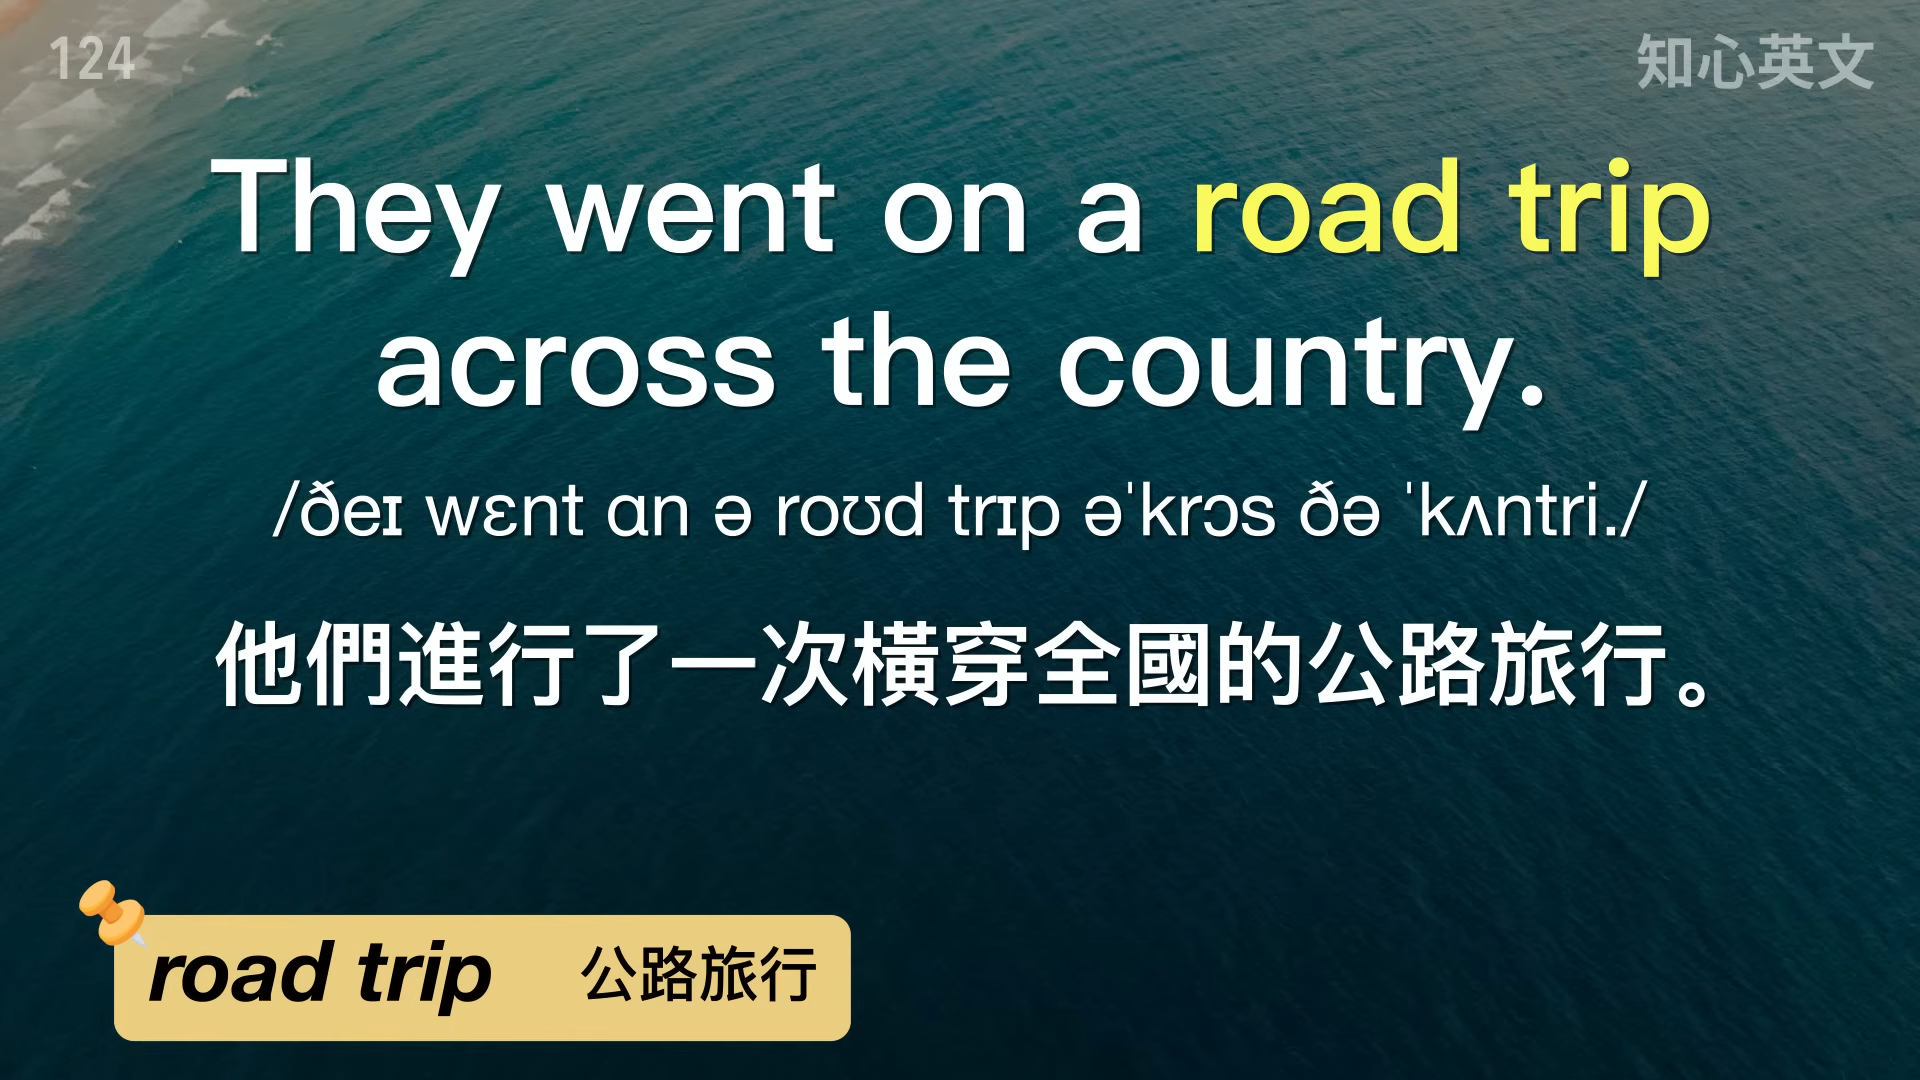 124
知心英文
They went on a road trip
across the country.
/ðeɪ wɛnt ɑn ə roʊd trɪp əˈkrɔs ðə ˈkʌntri./
他們進行了一次橫穿全國的公路旅行。
road trip 公路旅行